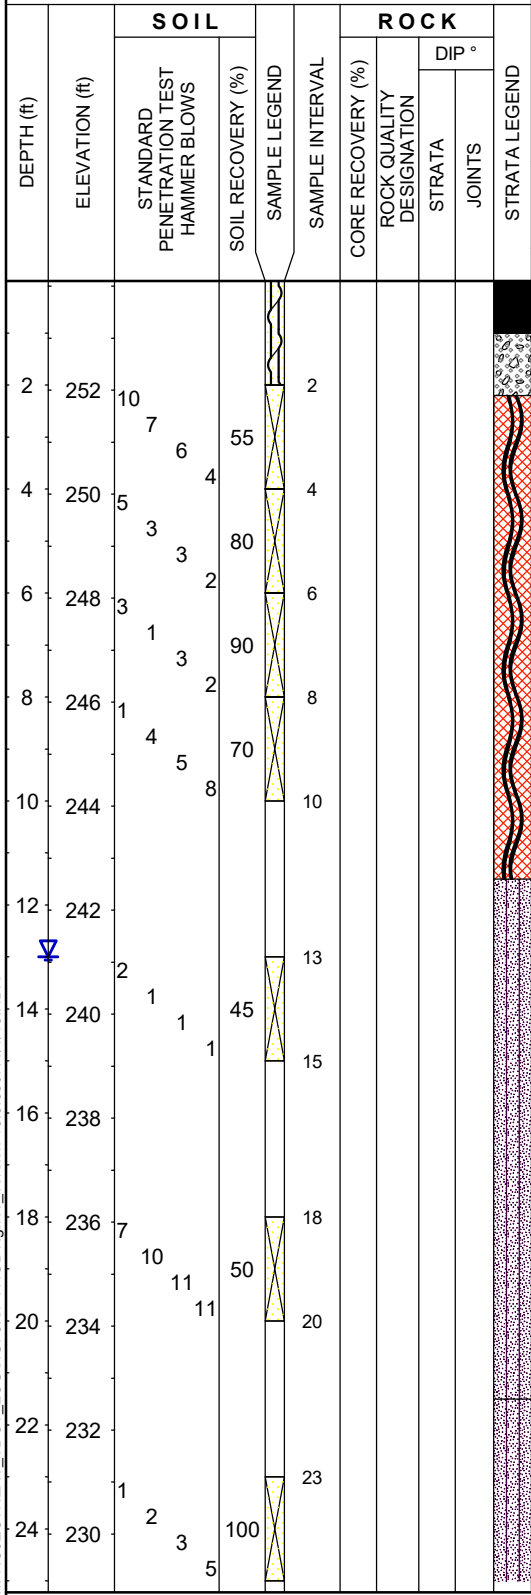 SOIL
ROCK
DEPTH (ft)
ELEVATION (ft)
STANDARD
PENETRATION TEST
HAMMER BLOWS
SOIL RECOVERY (%)
SAMPLE LEGEND
SAMPLE INTERVAL
CORE RECOVERY (%)
ROCK QUALITY
DESIGNATION
DIP °
STRATA
JOINTS
STRATA LEGEND
2 252 10 2
7
6 55
4
4 250 5 4
3
3 80
2
6 248 3 6
1
3 90
2
8 246 1 8
4
5 70
8
10 244 10
12 242
2 13
14 240 1 45
1
1
15
16
238
18 236 7 18
10
11 50
11
20 234 20
22 232
1 23
24 230 2 100
3
5